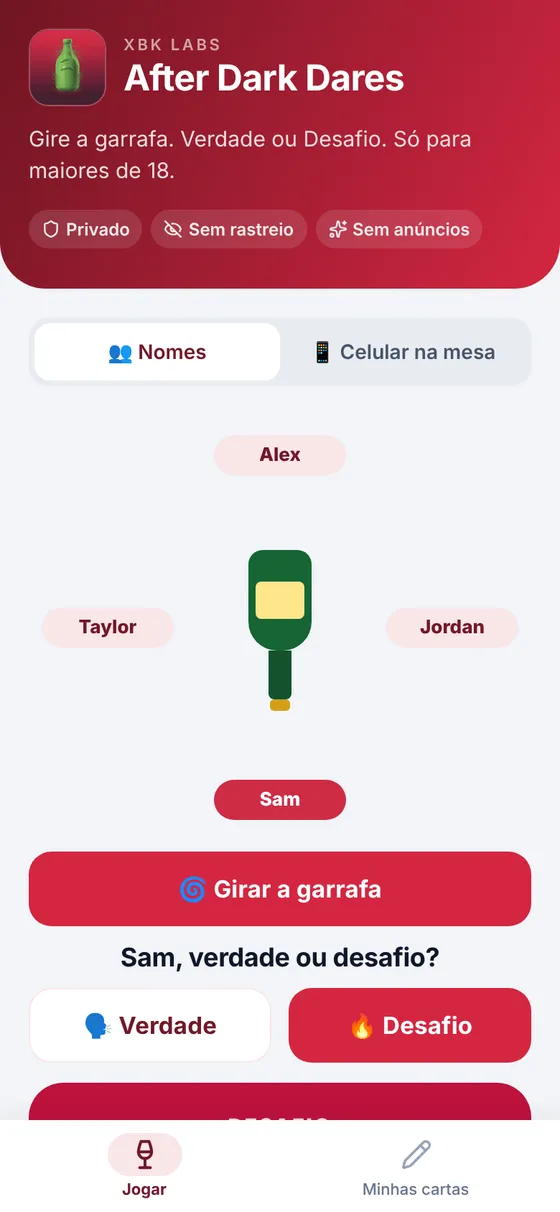 XBK LABS
After Dark Dares
Gire a garrafa. Verdade ou Desafio. Só para
maiores de 18.
Privado
Sem rastreio
Sem anúncios
Nomes
Celular na mesa
Alex
Taylor
Jordan
Sam
Girar a garrafa
Sam, verdade ou desafio?
Verdade
Desafio
Jogar
Minhas cartas